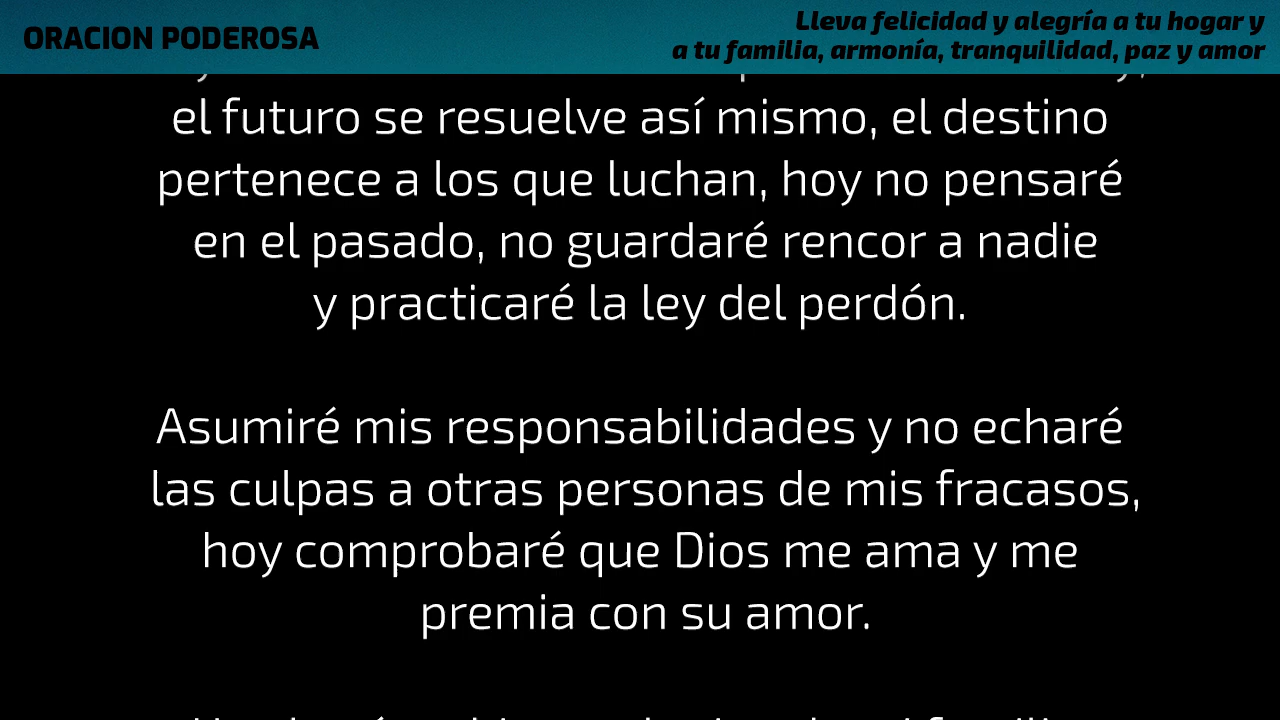 ORACION PODEROSA
Lleva felicidad y alegría a tu hogar y
a tu familia, armonía, tranquilidad, paz y amor
el futuro se resuelve así mismo, el destino
pertenece a los que luchan, hoy no pensaré
en el pasado, no guardaré rencor a nadie
y practicaré la ley del perdón.
Asumiré mis responsabilidades y no echaré
las culpas a otras personas de mis fracasos,
hoy comprobaré que Dios me ama y me
premia con su amor.